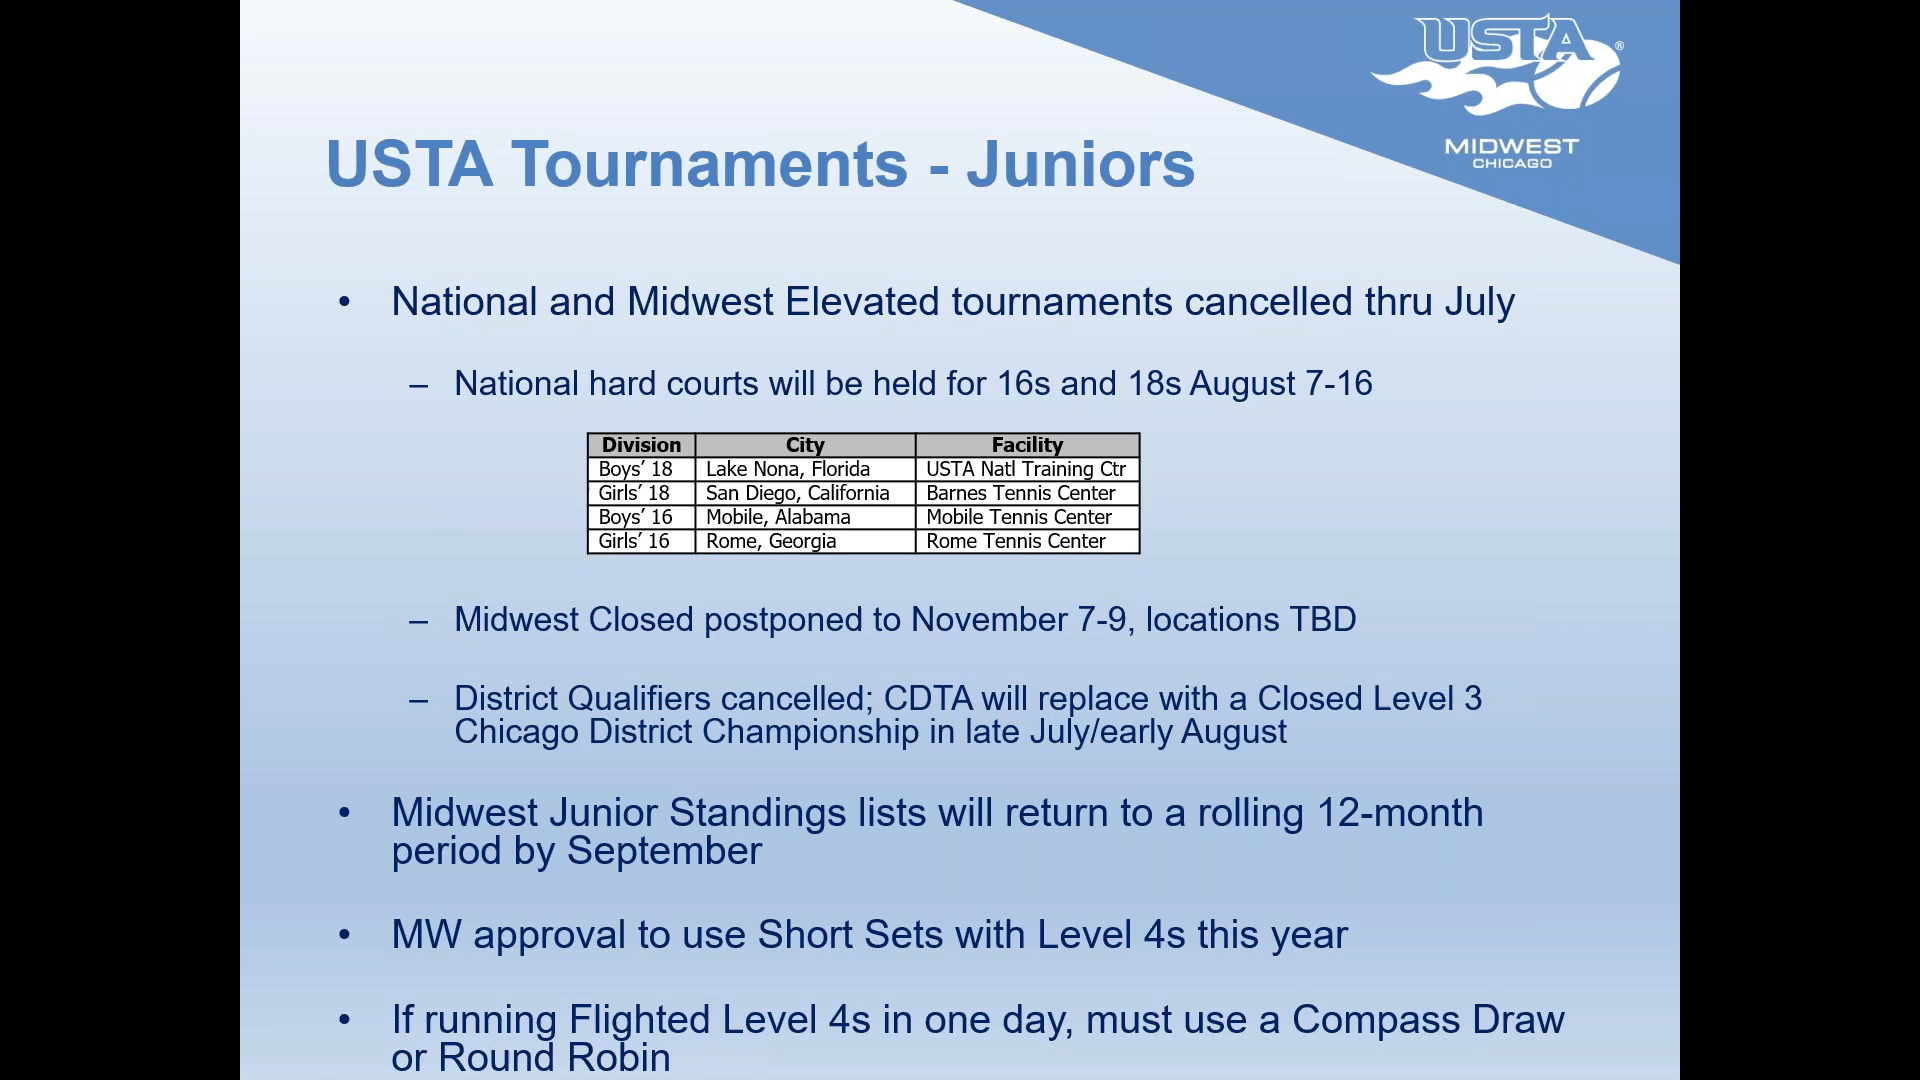 USTA®
MIDWEST
CHICAGO
USTA Tournaments - Juniors
• National and Midwest Elevated tournaments cancelled thru July
– National hard courts will be held for 16s and 18s August 7-16
Division City Facility
Boys’ 18 Lake Nona, Florida USTA Natl Training Ctr
Girls’ 18 San Diego, California Barnes Tennis Center
Boys’ 16 Mobile, Alabama Mobile Tennis Center
Girls’ 16 Rome, Georgia Rome Tennis Center
– Midwest Closed postponed to November 7-9, locations TBD
– District Qualifiers cancelled; CDTA will replace with a Closed Level 3
Chicago District Championship in late July/early August
• Midwest Junior Standings lists will return to a rolling 12-month
period by September
• MW approval to use Short Sets with Level 4s this year
• If running Flighted Level 4s in one day, must use a Compass Draw
or Round Robin